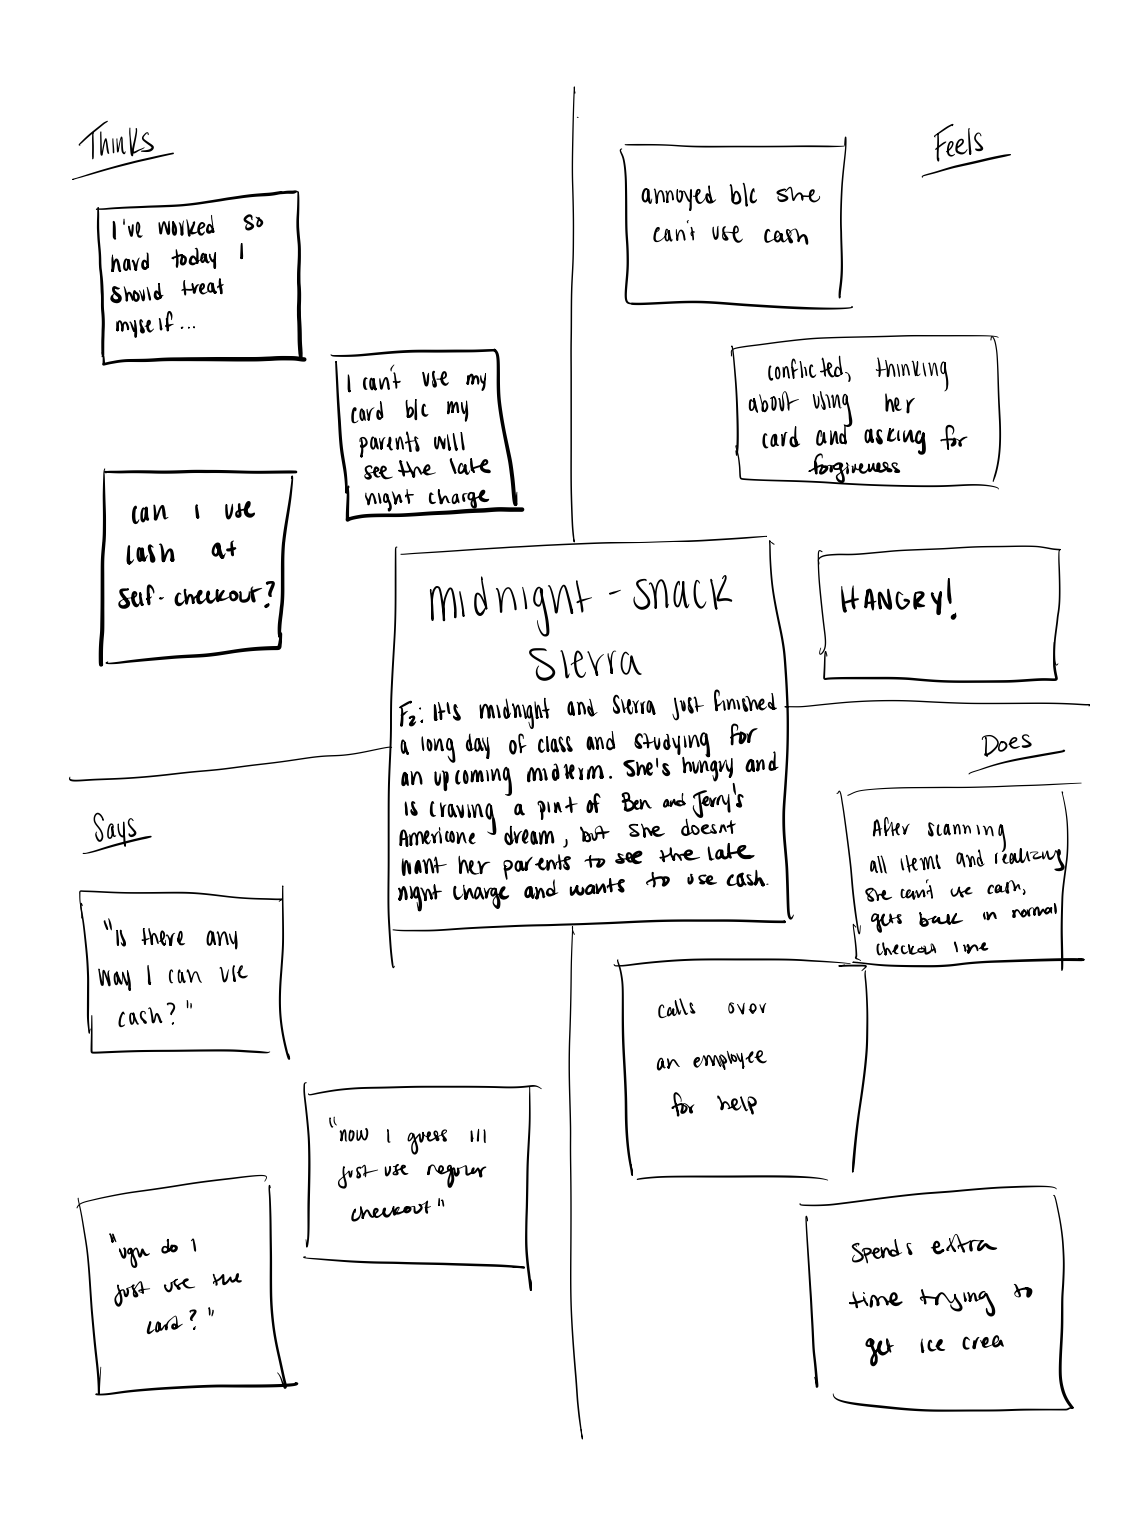 Thinks
I've worked so
hard today I
should treat
myself...
I can't use my
card b/c my
parents will
see the late
night charge
can I use
cash at
self-checkout?
Feels
annoyed b/c she
can't use cash
conflicted, thinking
about using her
card and asking for
forgiveness
HANGRY!
midnight-snack
Sierra
F2: It's midnight and Sierra just finished
a long day of class and studying for
an upcoming midterm. She's hungry and
is craving a pint of Ben and Jerry's
Americone dream, but she doesnt
want her parents to see the late
night charge and wants to use cash.
Says
"Is there any
way I can use
cash?"
"now I guess I'll
just use regular
checkout"
"ugh do I
just use the
card?"
Does
After scanning
all items and realizing
she can't use cash,
gets back in normal
checkout line
calls over
an employee
for help
Spends extra
time trying to
get ice crea